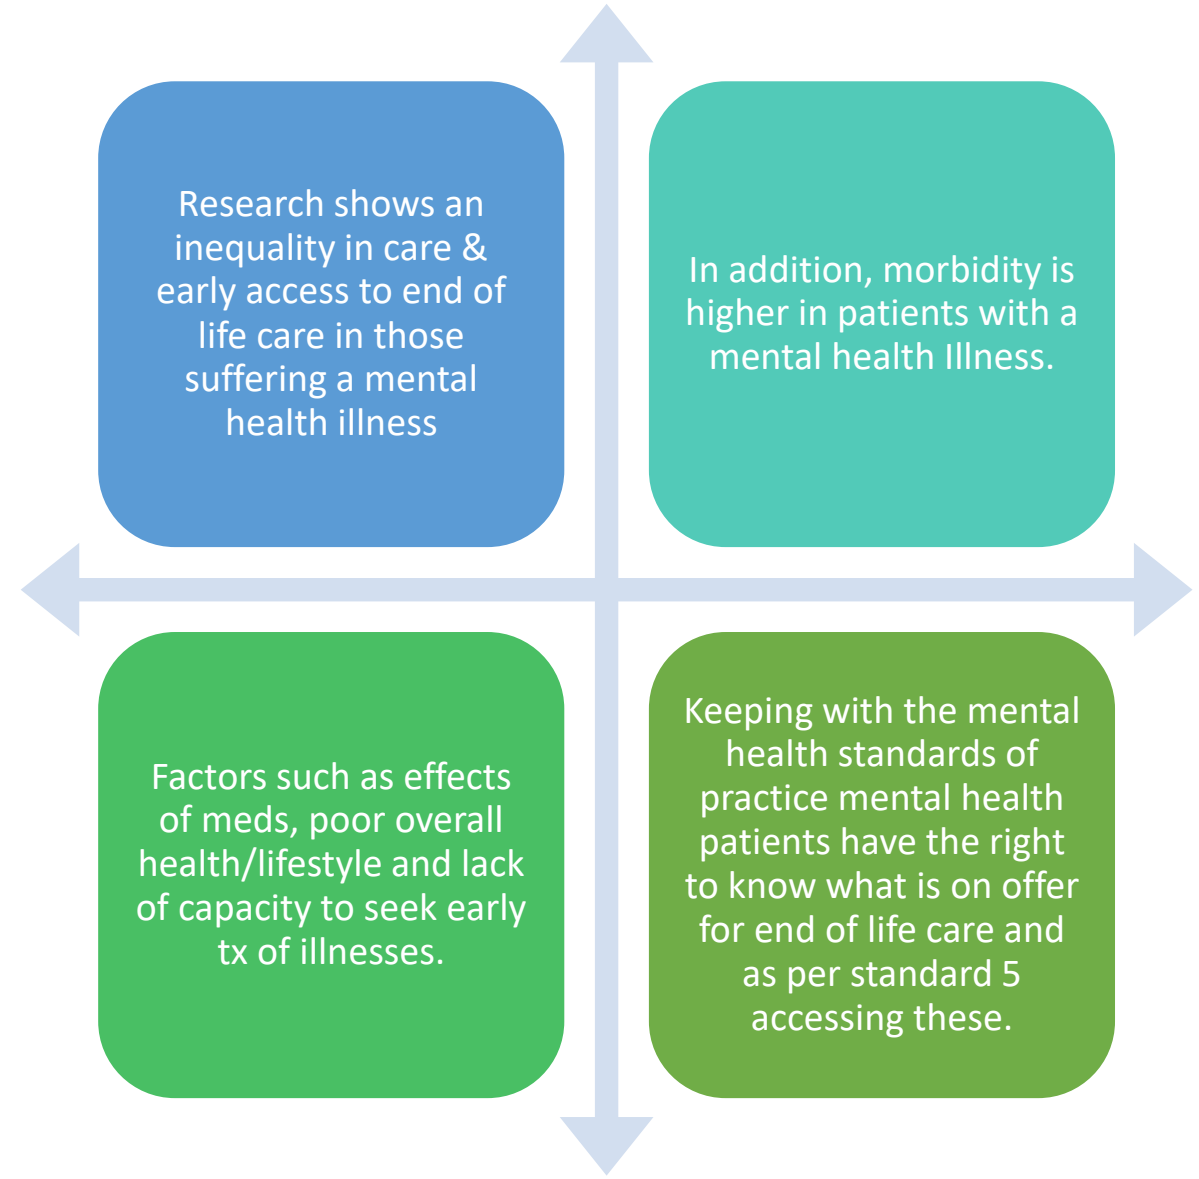 Research shows an
inequality in care &
early access to end of
life care in those
suffering a mental
health illness
In addition, morbidity is
higher in patients with a
mental health Illness.
Factors such as effects
of meds, poor overall
health/lifestyle and lack
of capacity to seek early
tx of illnesses.
Keeping with the mental
health standards of
practice mental health
patients have the right
to know what is on offer
for end of life care and
as per standard 5
accessing these.